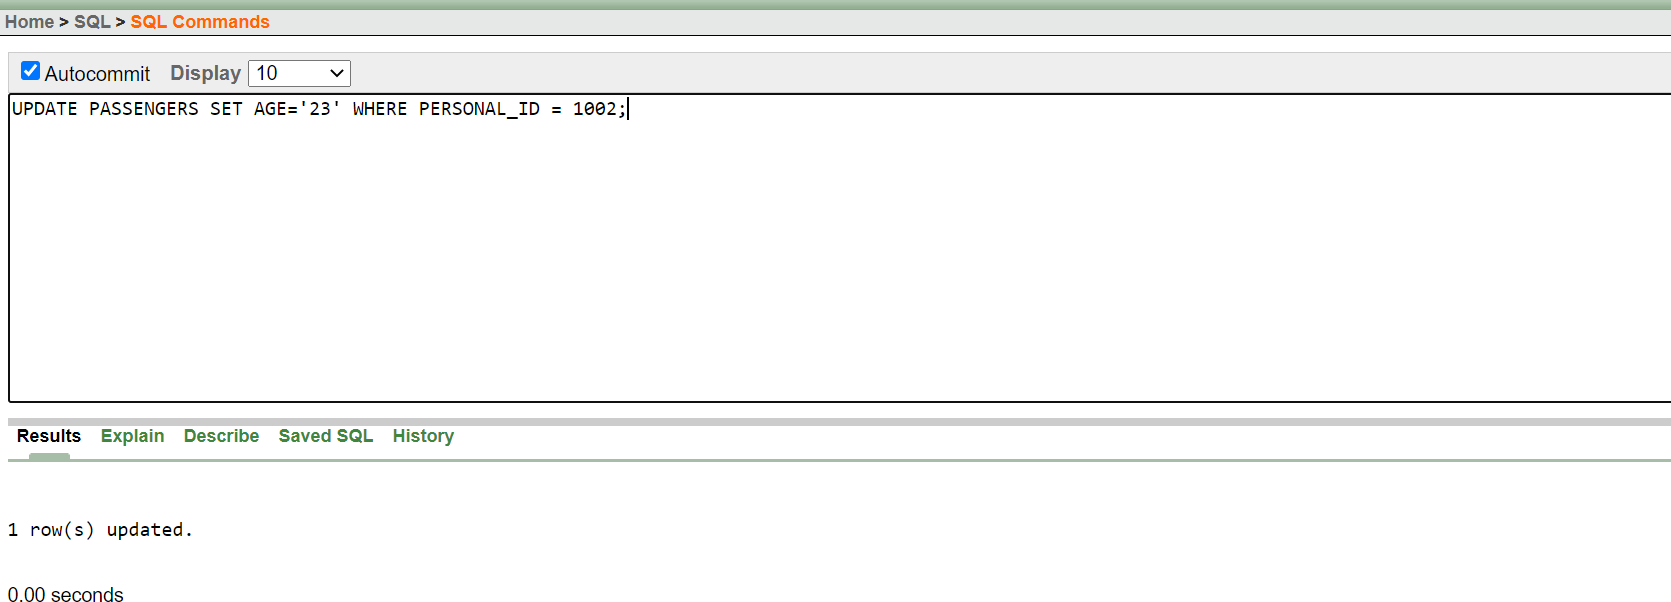 Home > SQL > SQL Commands
Autocommit Display 10
UPDATE PASSENGERS SET AGE='23' WHERE PERSONAL_ID = 1002;
Results Explain Describe Saved SQL History
1 row(s) updated.
0.00 seconds